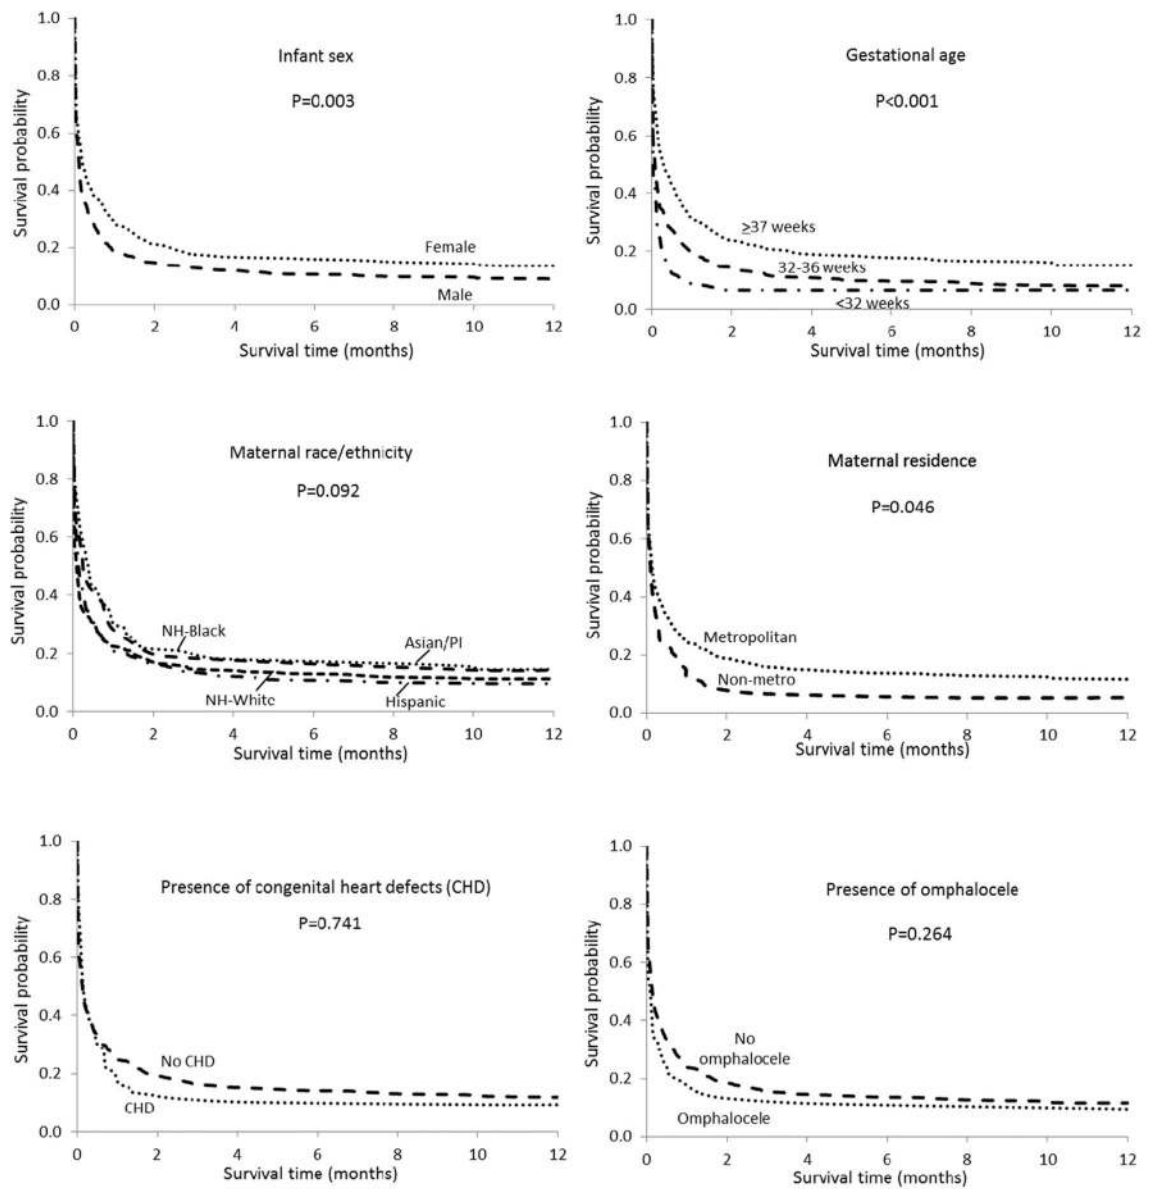 Infant sex
P=0.003
Survival probability
1.0
0.8
0.6
0.4
0.2
0.0
Female
Male
0 2 4 6 8 10 12
Survival time (months)
Gestational age
P<0.001
Survival probability
1.0
0.8
0.6
0.4
0.2
0.0
≥37 weeks
32-36 weeks
<32 weeks
0 2 4 6 8 10 12
Survival time (months)
Maternal race/ethnicity
P=0.092
Survival probability
1.0
0.8
0.6
0.4
0.2
0.0
NH-Black
Asian/PI
NH-White
Hispanic
0 2 4 6 8 10 12
Survival time (months)
Maternal residence
P=0.046
Survival probability
1.0
0.8
0.6
0.4
0.2
0.0
Metropolitan
Non-metro
0 2 4 6 8 10 12
Survival time (months)
Presence of congenital heart defects (CHD)
P=0.741
Survival probability
1.0
0.8
0.6
0.4
0.2
0.0
No CHD
CHD
0 2 4 6 8 10 12
Survival time (months)
Presence of omphalocele
P=0.264
Survival probability
1.0
0.8
0.6
0.4
0.2
0.0
No
omphalocele
Omphalocele
0 2 4 6 8 10 12
Survival time (months)